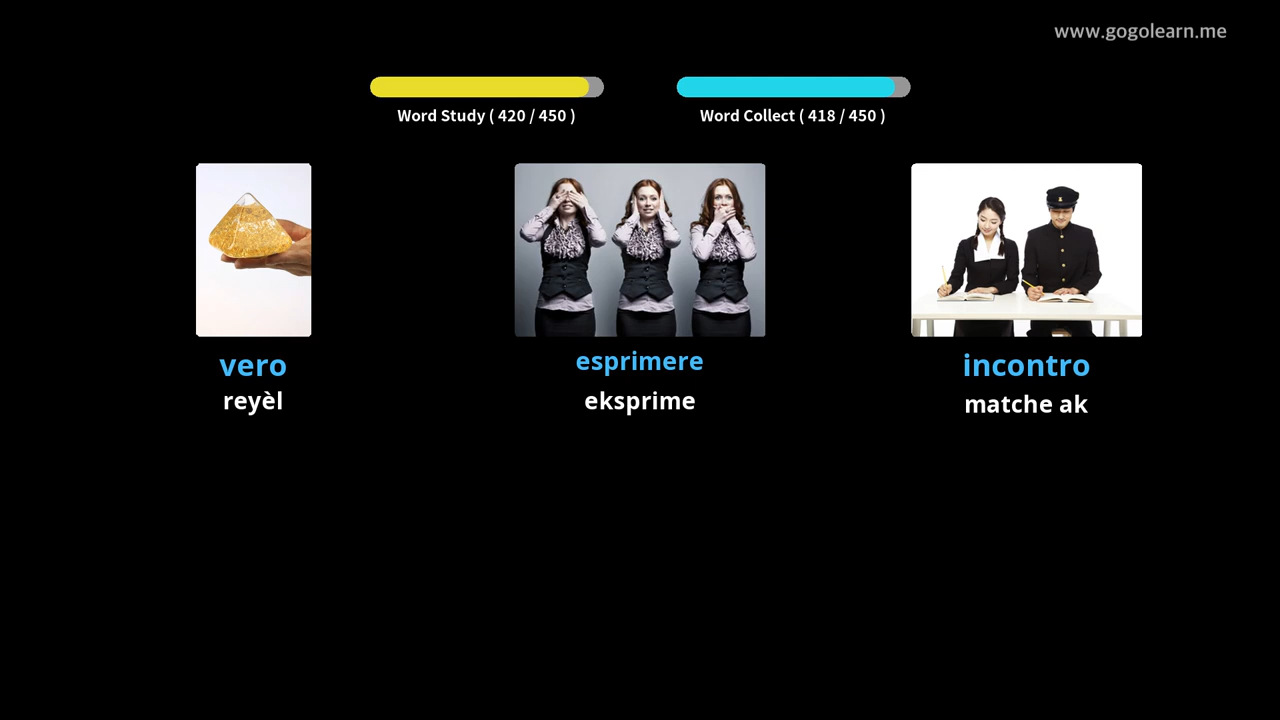 www.gogolearn.me
Word Study ( 420 / 450 )
Word Collect ( 418 / 450 )
vero
reyèl
esprimere
eksprime
incontro
matche ak